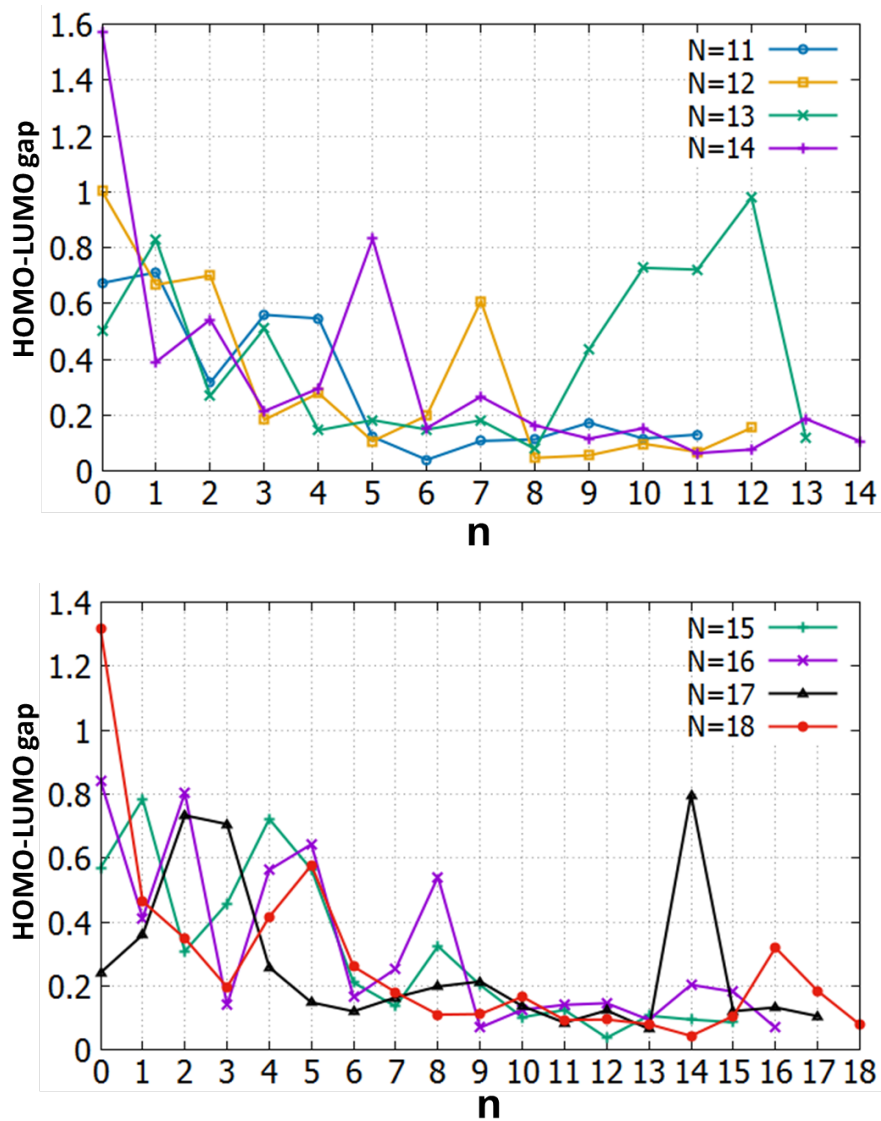 1.6
1.4
1.2
1
0.8
0.6
0.4
0.2
0
HOMO-LUMO gap
N=11
N=12
N=13
N=14
0 1 2 3 4 5 6 7 8 9 10 11 12 13 14
n
1.4
1.2
1
0.8
0.6
0.4
0.2
0
HOMO-LUMO gap
N=15
N=16
N=17
N=18
0 1 2 3 4 5 6 7 8 9 10 11 12 13 14 15 16 17 18
n